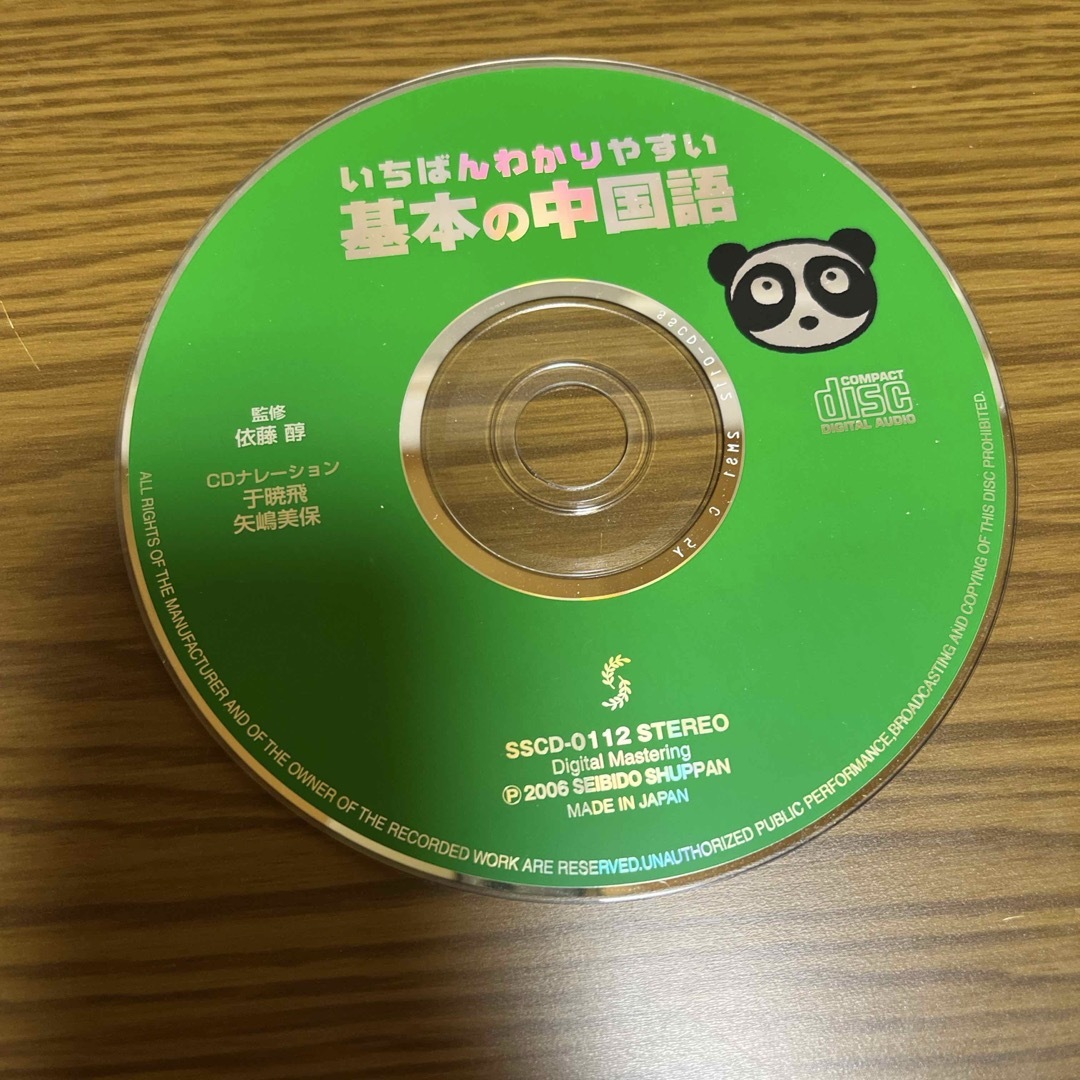 いちばんわかりやすい
基本の中国語
COMPACT
disc
DIGITAL AUDIO
監修
依藤 醇
CDナレーション
于暁飛
矢嶋美保
SSCD-0112 STEREO
Digital Mastering
Ⓟ 2006 SEIBIDO SHUPPAN
MADE IN JAPAN
ALL RIGHTS OF THE MANUFACTURER AND OF THE OWNER OF THE RECORDED WORK ARE RESERVED.UNAUTHORIZED PUBLIC PERFORMANCE,BROADCASTING AND COPYING OF THIS DISC PROHIBITED.